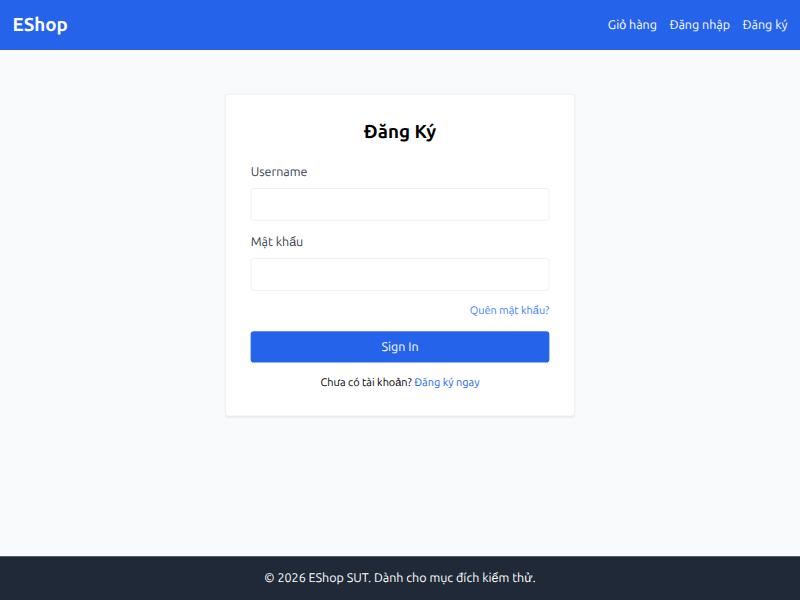 EShop
Giỏ hàng
Đăng nhập
Đăng ký
Đăng Ký
Username
Mật khẩu
Quên mật khẩu?
Sign In
Chưa có tài khoản? Đăng ký ngay
© 2026 EShop SUT. Dành cho mục đích kiểm thử.